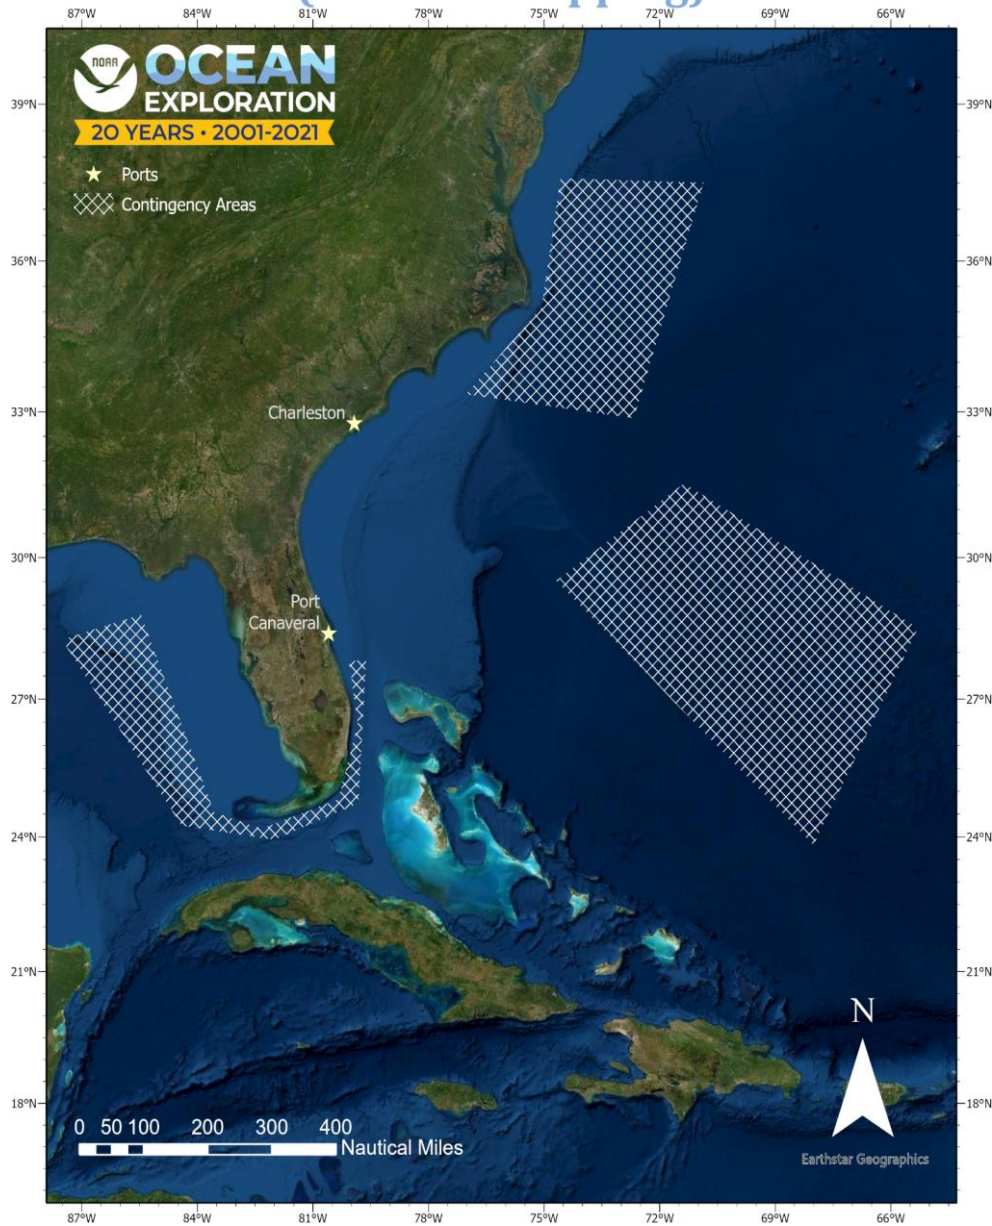 87°W 84°W 81°W 78°W 75°W 72°W 69°W 66°W
NOAA
OCEAN
EXPLORATION
20 YEARS • 2001-2021
Ports
Contingency Areas
39°N 39°N
36°N 36°N
33°N 33°N
Charleston
30°N 30°N
Port
Canaveral
27°N 27°N
24°N 24°N
21°N 21°N
N
18°N 18°N
0 50 100 200 300 400
Nautical Miles
Earthstar Geographics
87°W 84°W 81°W 78°W 75°W 72°W 69°W 66°W